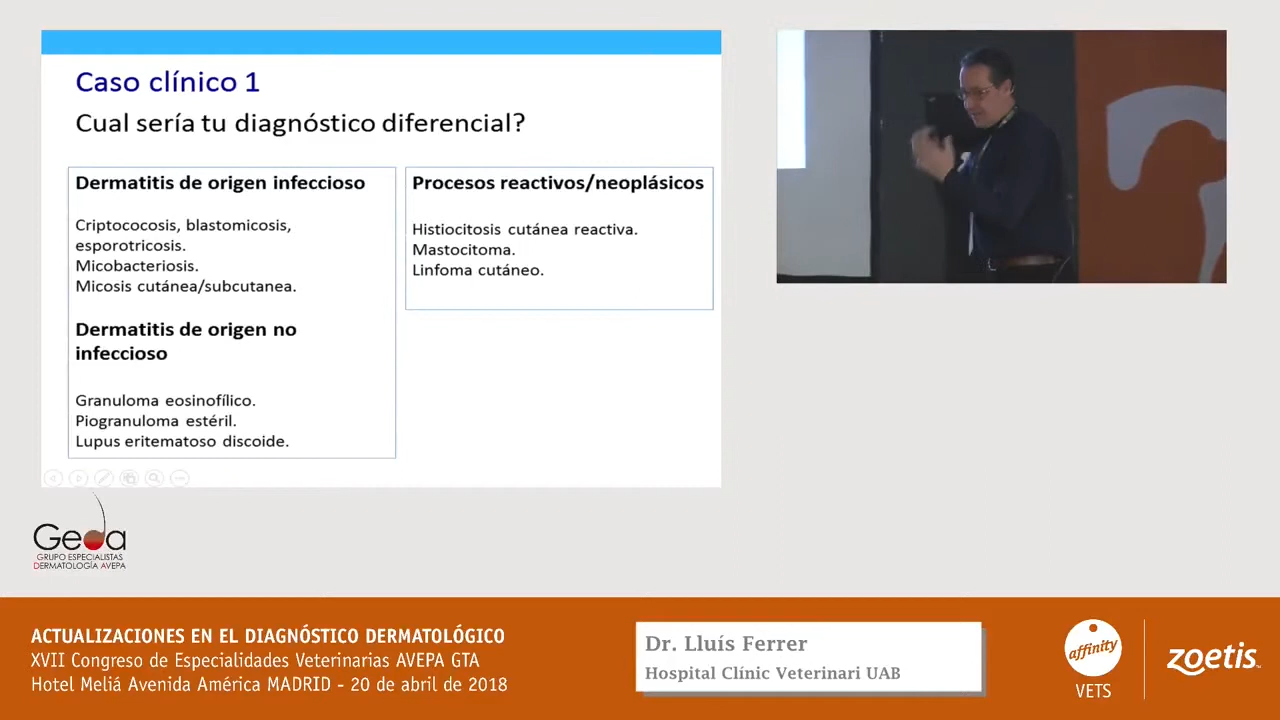 Caso clínico 1
Cual sería tu diagnóstico diferencial?
Dermatitis de origen infeccioso
Criptococosis, blastomicosis,
esporotricosis.
Micobacteriosis.
Micosis cutánea/subcutanea.
Dermatitis de origen no
infeccioso
Granuloma eosinofílico.
Piogranuloma estéril.
Lupus eritematoso discoide.
Procesos reactivos/neoplásicos
Histiocitosis cutánea reactiva.
Mastocitoma.
Linfoma cutáneo.
Geda
GRUPO ESPECIALISTAS
DERMATOLOGÍA AVEPA
ACTUALIZACIONES EN EL DIAGNÓSTICO DERMATOLÓGICO
XVII Congreso de Especialidades Veterinarias AVEPA GTA
Hotel Meliá Avenida América MADRID - 20 de abril de 2018
Dr. Lluís Ferrer
Hospital Clínic Veterinari UAB
affinity
VETS
zoetis